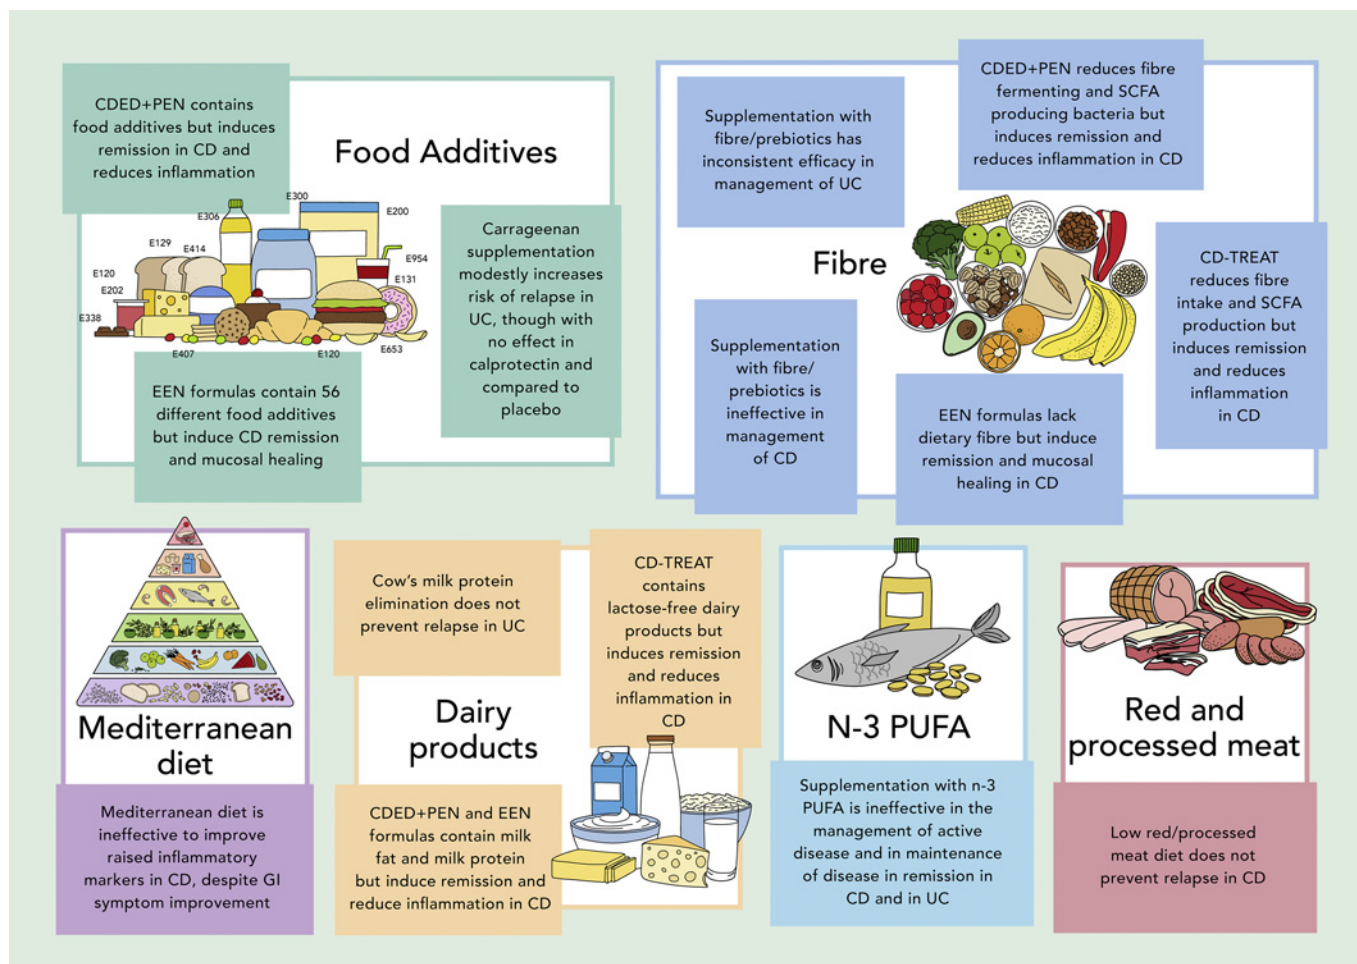 CDED+PEN contains
food additives but induces
remission in CD and
reduces inflammation
Food Additives
E300
E306
E200
E129
E414
E954
E120
E131
E202
E338
E407
E120
E653
Carrageenan
supplementation
modestly increases
risk of relapse in
UC, though with
no effect in
calprotectin and
compared to
placebo
EEN formulas contain 56
different food additives
but induce CD remission
and mucosal healing
Supplementation with
fibre/prebiotics has
inconsistent efficacy in
management of UC
CDED+PEN reduces fibre
fermenting and SCFA
producing bacteria but
induces remission and
reduces inflammation in CD
Fibre
CD-TREAT
reduces fibre
intake and SCFA
production but
induces remission
and reduces
inflammation
in CD
Supplementation
with fibre/
prebiotics is
ineffective in
management
of CD
EEN formulas lack
dietary fibre but induce
remission and mucosal
healing in CD
Mediterranean
diet
Mediterranean diet is
ineffective to improve
raised inflammatory
markers in CD, despite GI
symptom improvement
Cow's milk protein
elimination does not
prevent relapse in UC
CD-TREAT
contains
lactose-free dairy
products but
induces remission
and reduces
inflammation in
CD
Dairy
products
CDED+PEN and EEN
formulas contain milk
fat and milk protein
but induce remission and
reduce inflammation in CD
N-3 PUFA
Supplementation with n-3
PUFA is ineffective in the
management of active
disease and in maintenance
of disease in remission in
CD and in UC
Red and
processed meat
Low red/processed
meat diet does not
prevent relapse in CD